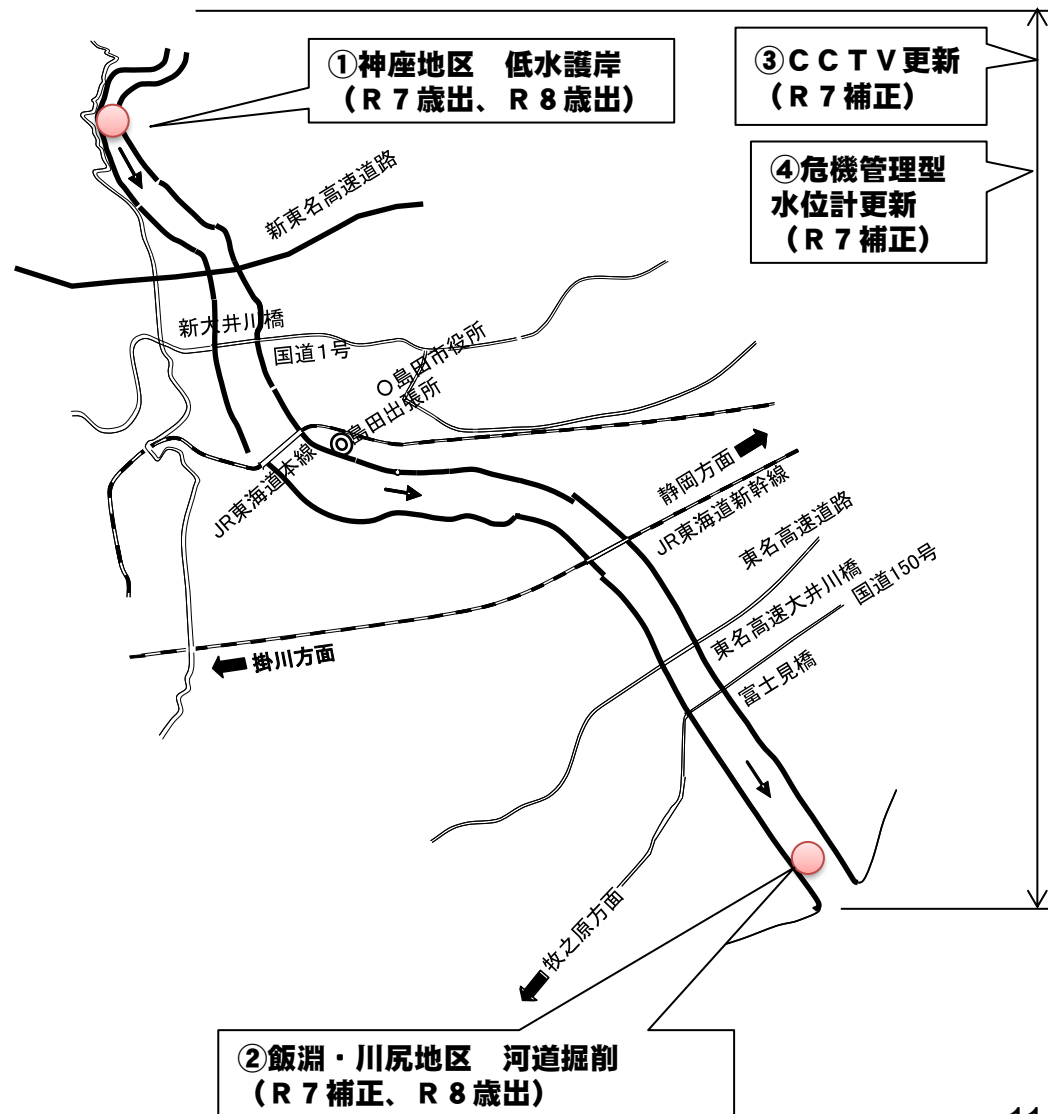 ①神座地区　低水護岸
（Ｒ７歳出、Ｒ８歳出）
③ＣＣＴＶ更新
（Ｒ７補正）
④危機管理型
水位計更新
（Ｒ７補正）
新東名高速道路
新大井川橋
国道1号
島田市役所
島田出張所
JR東海道本線
静岡方面
JR東海道新幹線
東名高速道路
東名高速大井川橋
国道150号
富士見橋
掛川方面
牧之原方面
②飯淵・川尻地区　河道掘削
（Ｒ７補正、Ｒ８歳出）